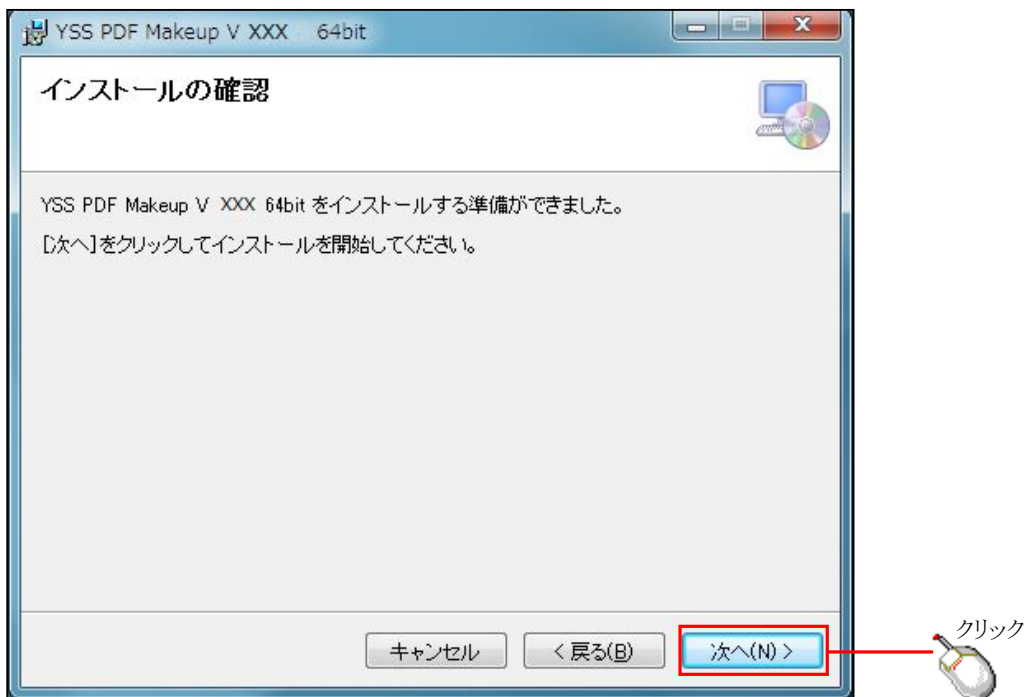 YSS PDF Makeup V XXX 64bit
インストールの確認
YSS PDF Makeup V XXX 64bit をインストールする準備ができました。
[次へ]をクリックしてインストールを開始してください。
キャンセル
< 戻る(B)
次へ(N) >
クリック